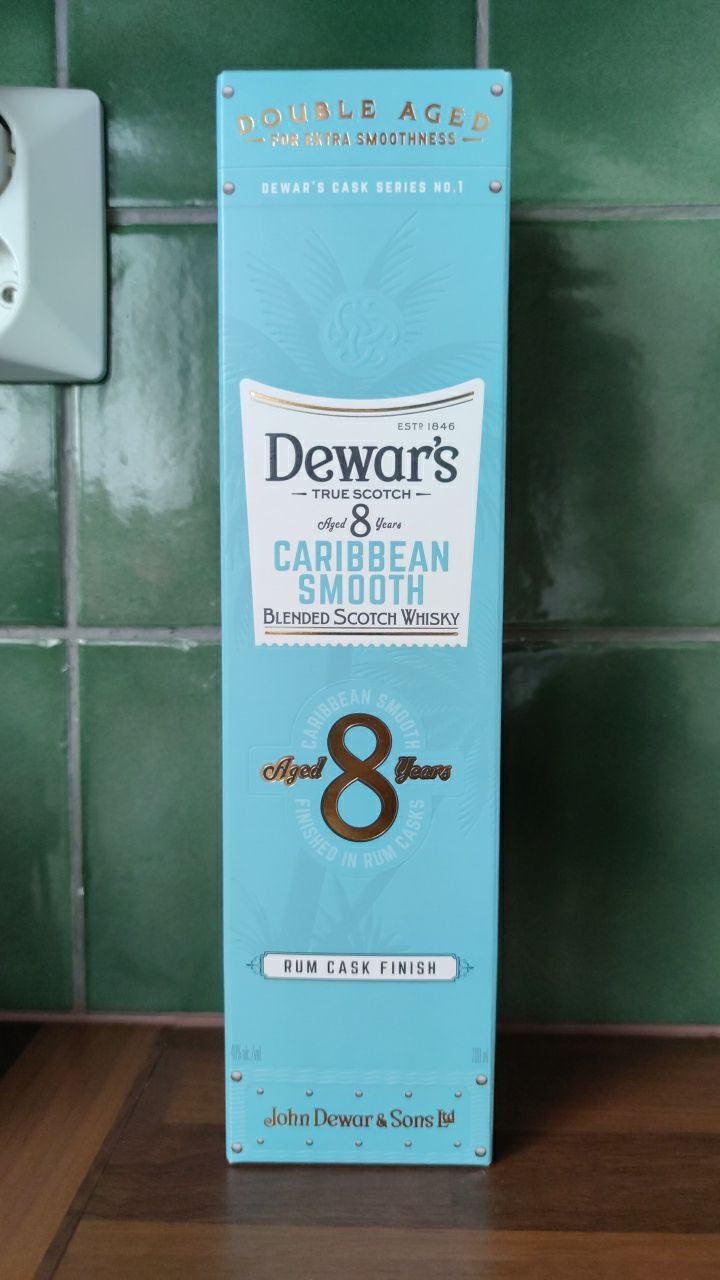 DOUBLE AGED
FOR EXTRA SMOOTHNESS
DEWAR'S CASK SERIES NO.1
ESTD 1846
Dewar's
TRUE SCOTCH
Aged 8 Years
CARIBBEAN
SMOOTH
BLENDED SCOTCH WHISKY
CARIBBEAN SMOOTH
Aged 8 Years
FINISHED IN RUM CASKS
RUM CASK FINISH
John Dewar & Sons Ltd